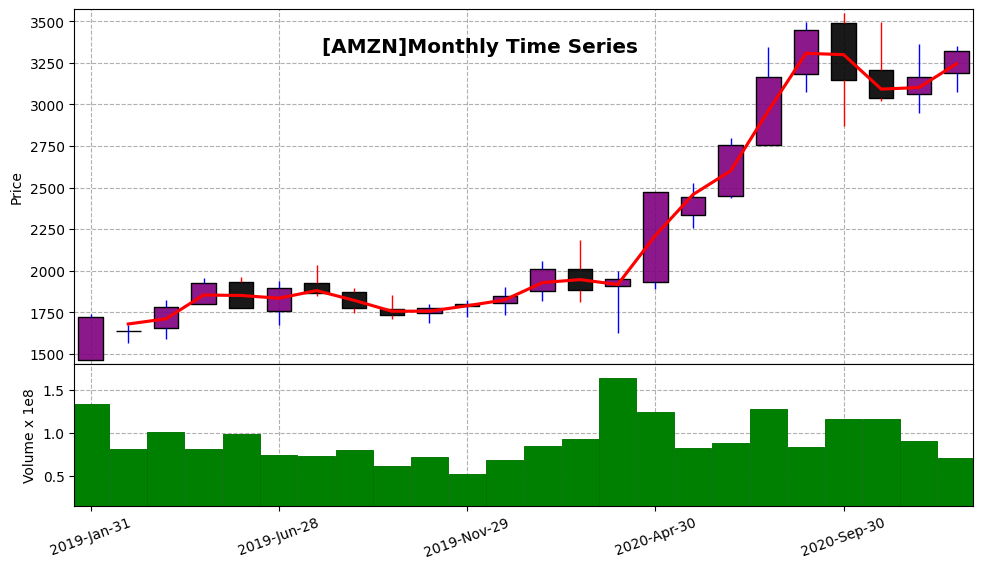 [AMZN]Monthly Time Series
Price
3500
3250
3000
2750
2500
2250
2000
1750
1500
Volume x 1e8
1.5
1.0
0.5
2019-Jan-31
2019-Jun-28
2019-Nov-29
2020-Apr-30
2020-Sep-30